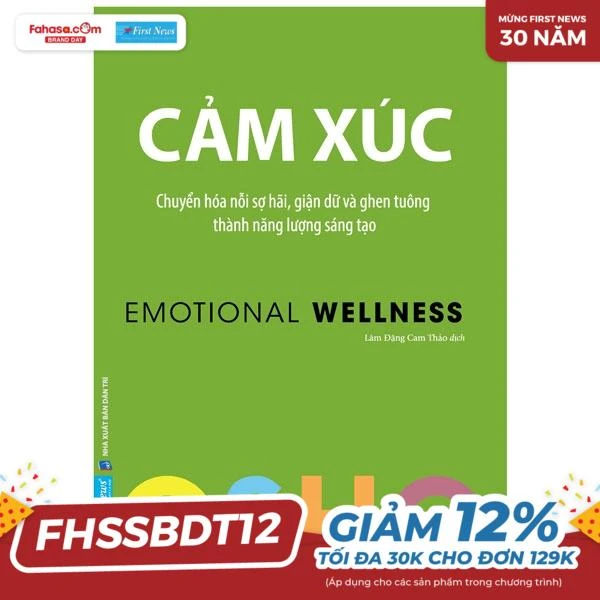 Fahasa.com
BRAND DAY
First News
MỪNG FIRST NEWS
30 NĂM
CẢM XÚC
Chuyển hóa nỗi sợ hãi, giận dữ và ghen tuông
thành năng lượng sáng tạo
EMOTIONAL WELLNESS
Lâm Đặng Cam Thảo dịch
NHÀ XUẤT BẢN DÂN TRÍ
FHSSBDT12
GIẢM 12%
TỐI ĐA 30K CHO ĐƠN 129K
(Áp dụng cho các sản phẩm trong chương trình)